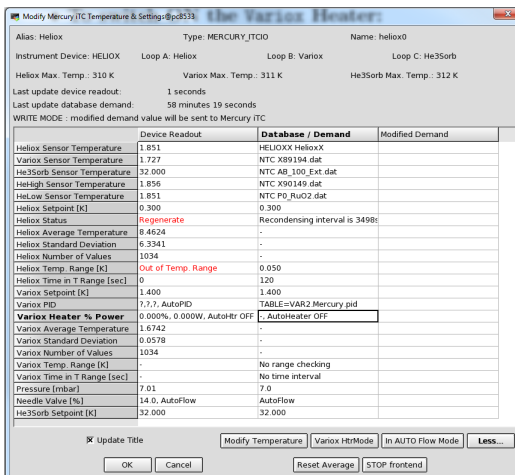 Modify Mercury iTC Temperature & Settings@pc8533
To switch ON the Variox Heater:
Alias: Heliox Type: MERCURY_ITCIO Name: heliox0
Instrument Device: HELIOX Loop A: Heliox Loop B: Variox Loop C: He3Sorb
Heliox Max. Temp.: 310 K Variox Max. Temp.: 311 K He3Sorb Max. Temp.: 312 K
Last update device readout: 1 seconds
Last update database demand: 58 minutes 19 seconds
WRITE MODE : modified demand value will be sent to Mercury iTC
Device Readout Database / Demand Modified Demand
Heliox Sensor Temperature 1.851 HELIOXX HelioxX
Variox Sensor Temperature 1.727 NTC X89194.dat
He3Sorb Sensor Temperature 32.000 NTC AB_100_Ext.dat
HeHigh Sensor Temperature 1.856 NTC X90149.dat
HeLow Sensor Temperature 1.851 NTC P0_RuO2.dat
Heliox Setpoint [K] 0.300 0.300
Heliox Status Regenerate Recondensing interval is 3498s
Heliox Average Temperature 8.4624 -
Heliox Standard Deviation 6.3341 -
Heliox Number of Values 1034 -
Heliox Temp. Range [K] Out of Temp. Range 0.050
Heliox Time in T Range [sec] 0 120
Variox Setpoint [K] 1.400 1.400
Variox PID ?,?,?, AutoPID TABLE=VAR2.Mercury.pid
Variox Heater % Power 0.000%, 0.000W, AutoHtr OFF -, AutoHeater OFF
Variox Average Temperature 1.6742 -
Variox Standard Deviation 0.0578 -
Variox Number of Values 1034 -
Variox Temp. Range [K] - No range checking
Variox Time in T Range [sec] - No time interval
Pressure [mbar] 7.01 7.0
Needle Valve [%] 14.0, AutoFlow AutoFlow
He3Sorb Setpoint [K] 32.000 32.000
Update Title Modify Temperature Variox HtrMode In AUTO Flow Mode Less...
OK Cancel Reset Average STOP frontend